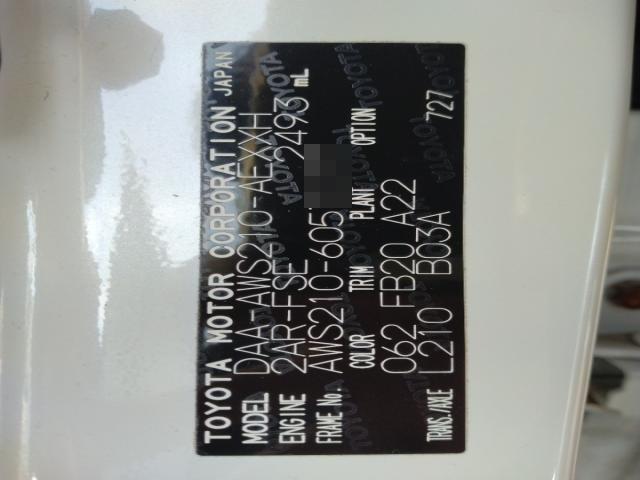 TOYOTA MOTOR CORPORATION JAPAN
MODEL DAA-AWS210-AEXXH
ENGINE 2AR-FSE 2493 mL
FRAME No. AWS210-605
COLOR TRIM PLANT OPTION
062 FB20 A22 727
TRANS./AXLE L210 B03A